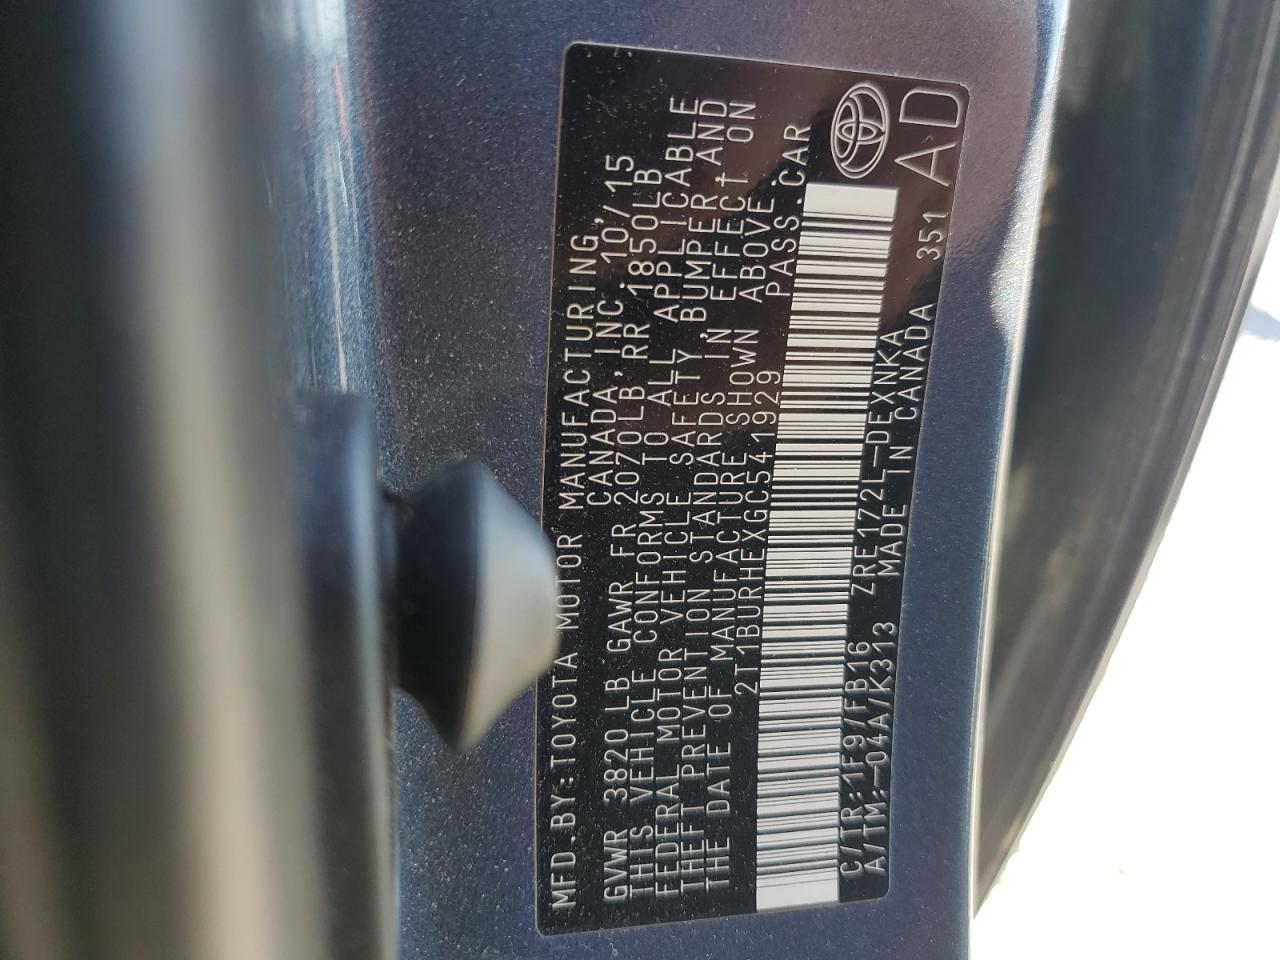 MFD.BY:TOYOTA MOTOR MANUFACTURING
CANADA, INC. 10/15
GVWR 3820LB GAWR FR 2070LB, RR 1850LB
THIS VEHICLE CONFORMS TO ALL APPLICABLE
FEDERAL MOTOR VEHICLE SAFETY, BUMPER, AND
THEFT PREVENTION STANDARDS IN EFFECT ON
THE DATE OF MANUFACTURE SHOWN ABOVE.
2T1BURHEXGC541929 PASS.CAR
C/TR:1F9/FB16 ZRE172L-DEXNKA
A/TM:-04A/K313 MADE IN CANADA 351 AD